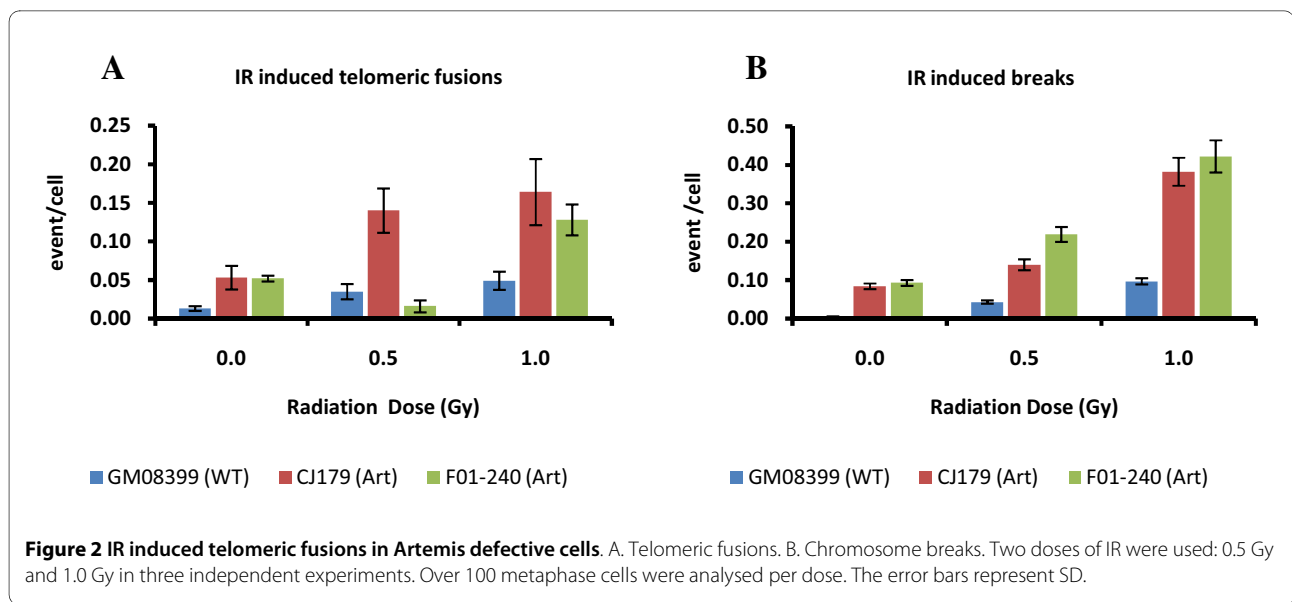 A
IR induced telomeric fusions
event/cell
0.25
0.20
0.15
0.10
0.05
0.00
0.0 0.5 1.0
Radiation Dose (Gy)
GM08399 (WT) CJ179 (Art) F01-240 (Art)
B
IR induced breaks
event /cell
0.50
0.40
0.30
0.20
0.10
0.00
0.0 0.5 1.0
Radiation Dose (Gy)
GM08399 (WT) CJ179 (Art) F01-240 (Art)
Figure 2 IR induced telomeric fusions in Artemis defective cells. A. Telomeric fusions. B. Chromosome breaks. Two doses of IR were used: 0.5 Gy
and 1.0 Gy in three independent experiments. Over 100 metaphase cells were analysed per dose. The error bars represent SD.